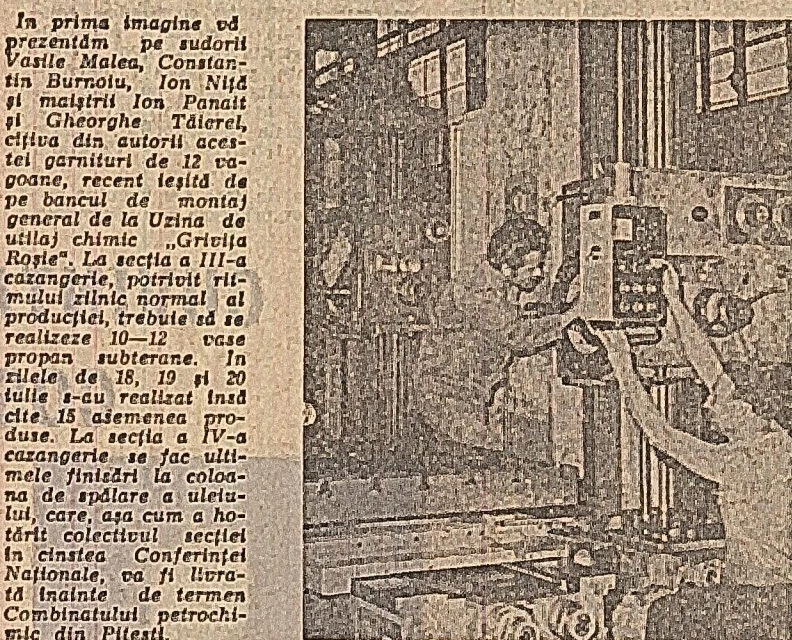 In prima imagine vă
prezentăm pe sudorii
Vasile Malea, Constan-
tin Burnoiu, Ion Niță
și maiștrii Ion Panait
și Gheorghe Tăierel,
cîțiva din autorii aces-
tei garnituri de 12 va-
goane, recent ieșită de
pe bancul de montaj
general de la Uzina de
utilaj chimic „Grivița
Roșie". La secția a III-a
cazangerie, potrivit rit-
mului zilnic normal al
producției, trebuie să se
realizeze 10—12 vase
propan subterane. In
zilele de 18, 19 și 20
iulie s-au realizat însă
cîte 15 asemenea pro-
duse. La secția a IV-a
cazangerie se fac ulti-
mele finisări la coloa-
na de spălare a uleiu-
lui, care, așa cum a ho-
tărît colectivul secției
în cinstea Conferinței
Naționale, va fi livra-
tă înainte de termen
Combinatului petrochi-
mic din Pitești.